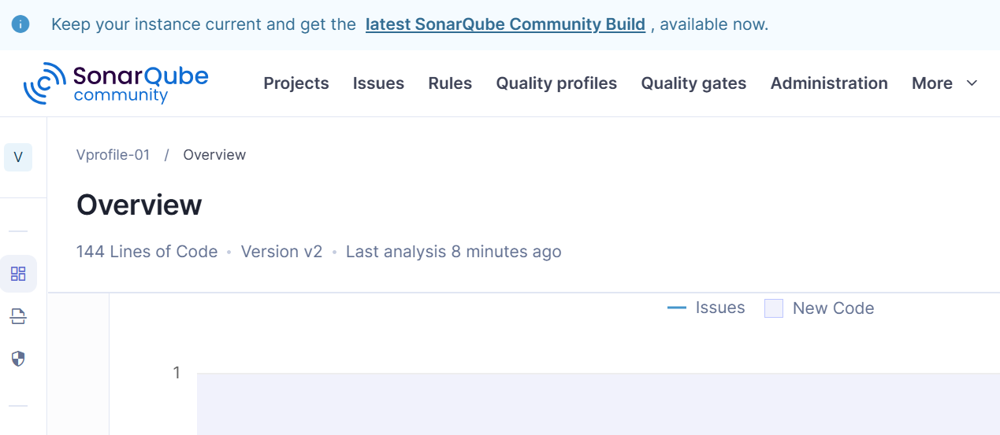 Keep your instance current and get the latest SonarQube Community Build , available now.
SonarQube community
Projects Issues Rules Quality profiles Quality gates Administration More
V
Vprofile-01 / Overview
Overview
144 Lines of Code • Version v2 • Last analysis 8 minutes ago
Issues New Code
1